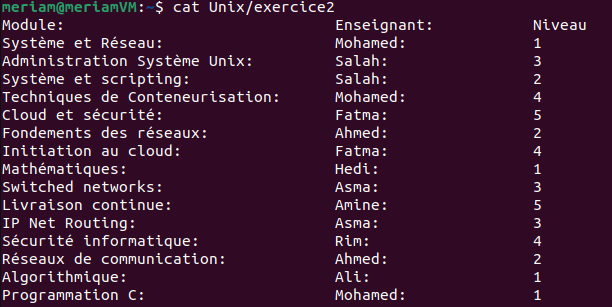 meriam@meriamVM:~$ cat Unix/exercice2
Module: Enseignant: Niveau
Système et Réseau: Mohamed: 1
Administration Système Unix: Salah: 3
Système et scripting: Salah: 2
Techniques de Conteneurisation: Mohamed: 4
Cloud et sécurité: Fatma: 5
Fondements des réseaux: Ahmed: 2
Initiation au cloud: Fatma: 4
Mathématiques: Hedi: 1
Switched networks: Asma: 3
Livraison continue: Amine: 5
IP Net Routing: Asma: 3
Sécurité informatique: Rim: 4
Réseaux de communication: Ahmed: 2
Algorithmique: Ali: 1
Programmation C: Mohamed: 1